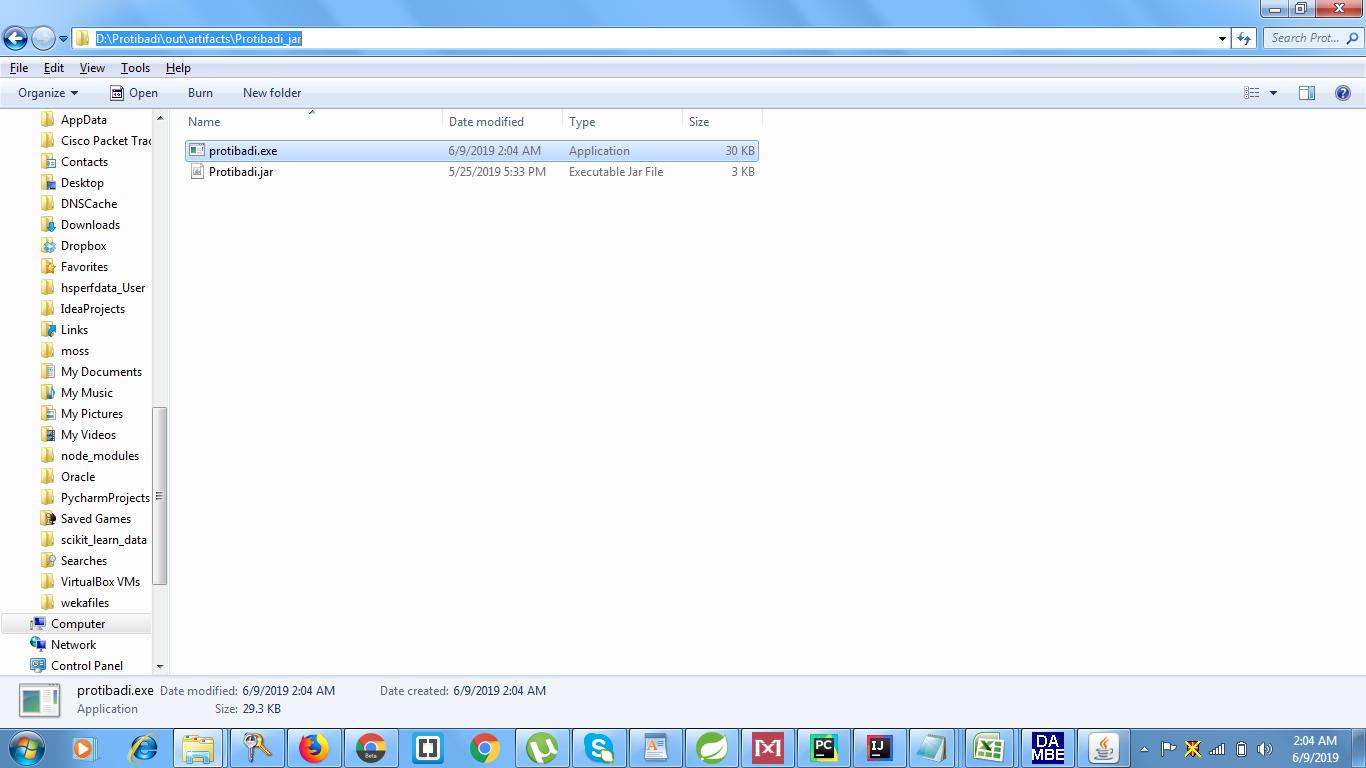 D:\Protibadi\out\artifacts\Protibadi_jar
Search Prot...
File Edit View Tools Help
Organize Open Burn New folder
Name Date modified Type Size
protibadi.exe 6/9/2019 2:04 AM Application 30 KB
Protibadi.jar 5/25/2019 5:33 PM Executable Jar File 3 KB
AppData
Cisco Packet Trac
Contacts
Desktop
DNSCache
Downloads
Dropbox
Favorites
hsperfdata_User
IdeaProjects
Links
moss
My Documents
My Music
My Pictures
My Videos
node_modules
Oracle
PycharmProjects
Saved Games
scikit_learn_data
Searches
VirtualBox VMs
wekafiles
Computer
Network
Control Panel
protibadi.exe Date modified: 6/9/2019 2:04 AM Date created: 6/9/2019 2:04 AM
Application Size: 29.3 KB
Beta
PC
IJ
DA
MBE
2:04 AM
6/9/2019